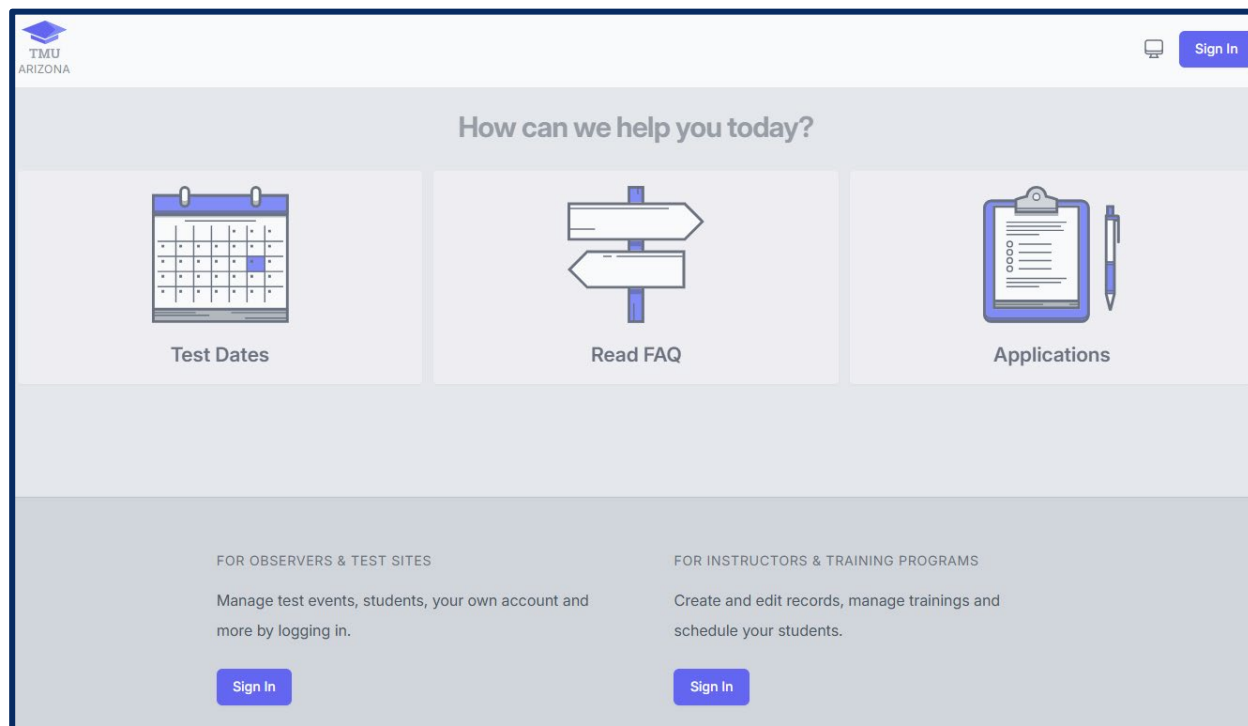 TMU
ARIZONA
Sign In
How can we help you today?
Test Dates
Read FAQ
Applications
FOR OBSERVERS & TEST SITES
Manage test events, students, your own account and
more by logging in.
Sign In
FOR INSTRUCTORS & TRAINING PROGRAMS
Create and edit records, manage trainings and
schedule your students.
Sign In